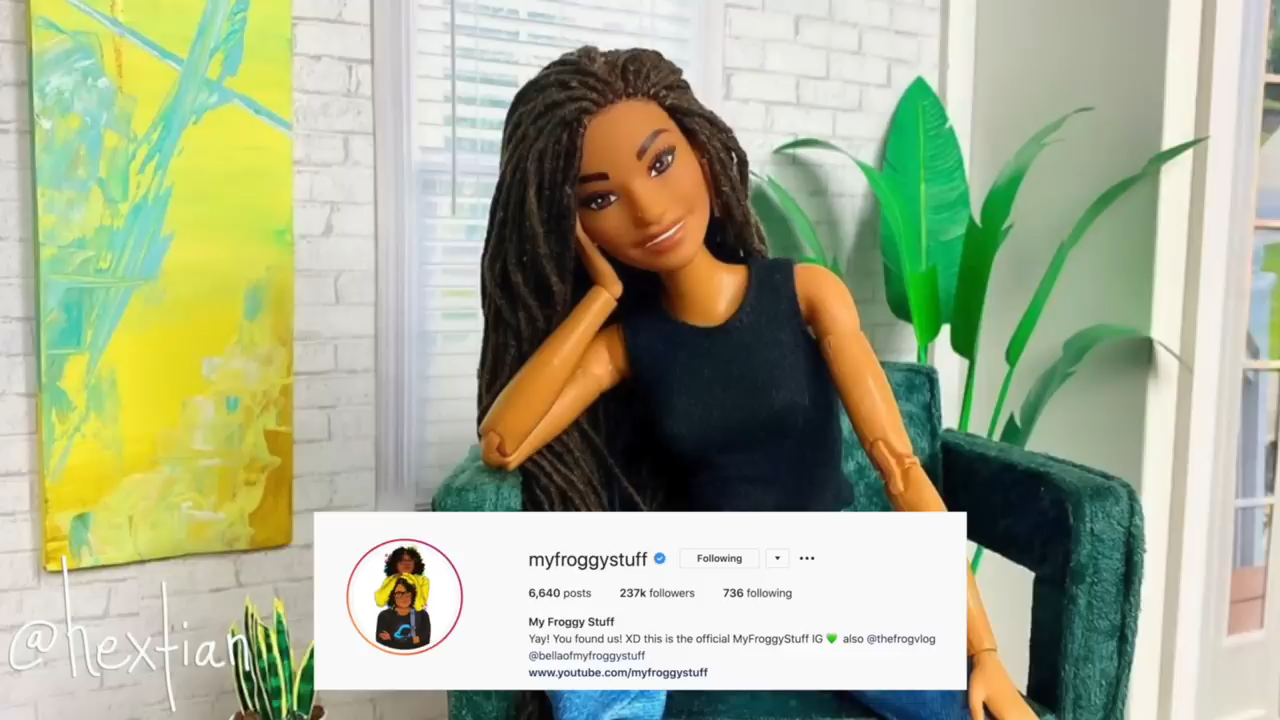 @hextian
myfroggystuff Following
6,640 posts 237k followers 736 following
My Froggy Stuff
Yay! You found us! XD this is the official MyFroggyStuff IG 💚 also @thefrogvlog
@bellaofmyfroggystuff
www.youtube.com/myfroggystuff